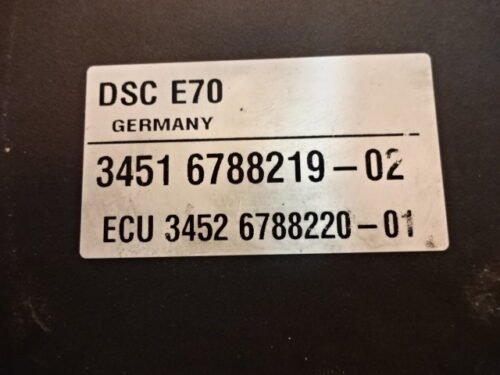 DSC E70
GERMANY
3451 6788219-02
ECU 3452 6788220-01